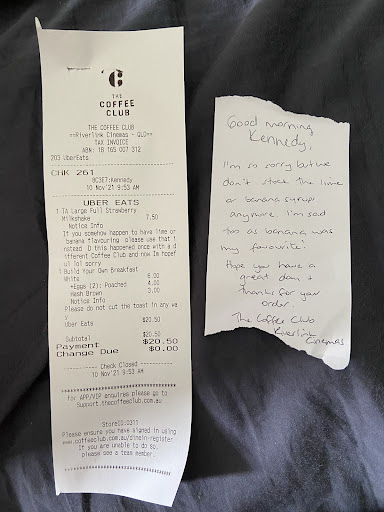 THE
COFFEE
CLUB
THE COFFEE CLUB
==Riverlink Cinemas - QLD==
TAX INVOICE
ABN: 18 165 007 312
203 UberEats
CHK 261
BC3E7:Kennedy
10 Nov'21 9:53 AM
UBER EATS
1 TA Large Full Strawberry
Milkshake 7.50
Notice Info
If you somehow happen to have lime or
banana flavouring please use that i
nstead :D this happened once with a d
ifferent Coffee Club and now Im hopef
ul lol sorry
1 Build Your Own Breakfast
White 6.00
+Eggs (2): Poached 4.00
Hash Brown 3.00
Notice Info
Please do not cut the toast in any wa
y
Uber Eats $20.50
Subtotal $20.50
Payment $20.50
Change Due $0.00
Check Closed
10 Nov'21 9:53 AM
For APP/VIP enquires please go to
Support.thecoffeeclub.com.au
StoreID:0311
Please ensure you have signed in using
www.coffeeclub.com.au/dinein-register
If you are unable to do so,
please see a team member.
Good morning
Kennedy,
I'm so sorry but we
don't stock the lime
or banana syrups
anymore. I'm sad
too as banana was
my favourite!
Hope you have a
great day &
thanks for your
order.
The Coffee Club
Riverlink
Cinemas